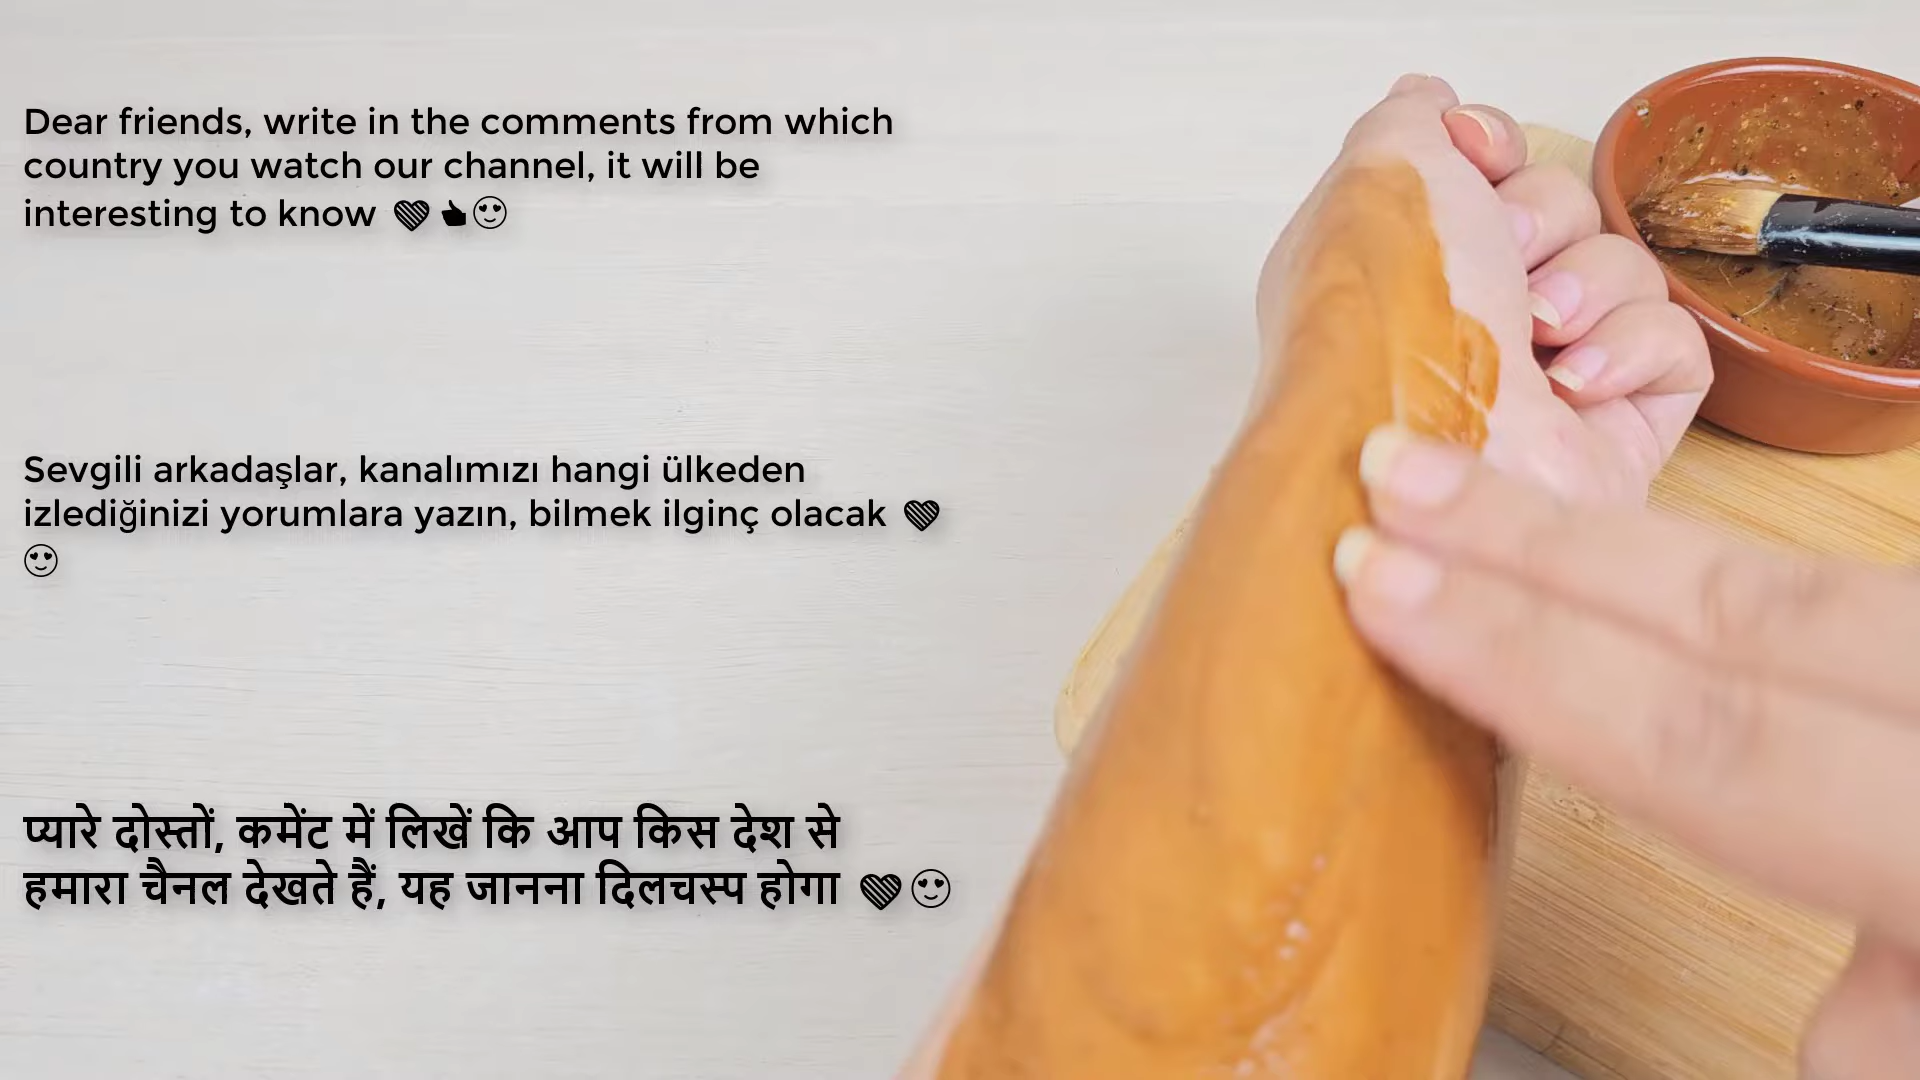 Dear friends, write in the comments from which
country you watch our channel, it will be
interesting to know 💜👍😍
Sevgili arkadaşlar, kanalımızı hangi ülkeden
izlediğinizi yorumlara yazın, bilmek ilginç olacak 💜
😍
प्यारे दोस्तों, कमेंट में लिखें कि आप किस देश से
हमारा चैनल देखते हैं, यह जानना दिलचस्प होगा 💜😍